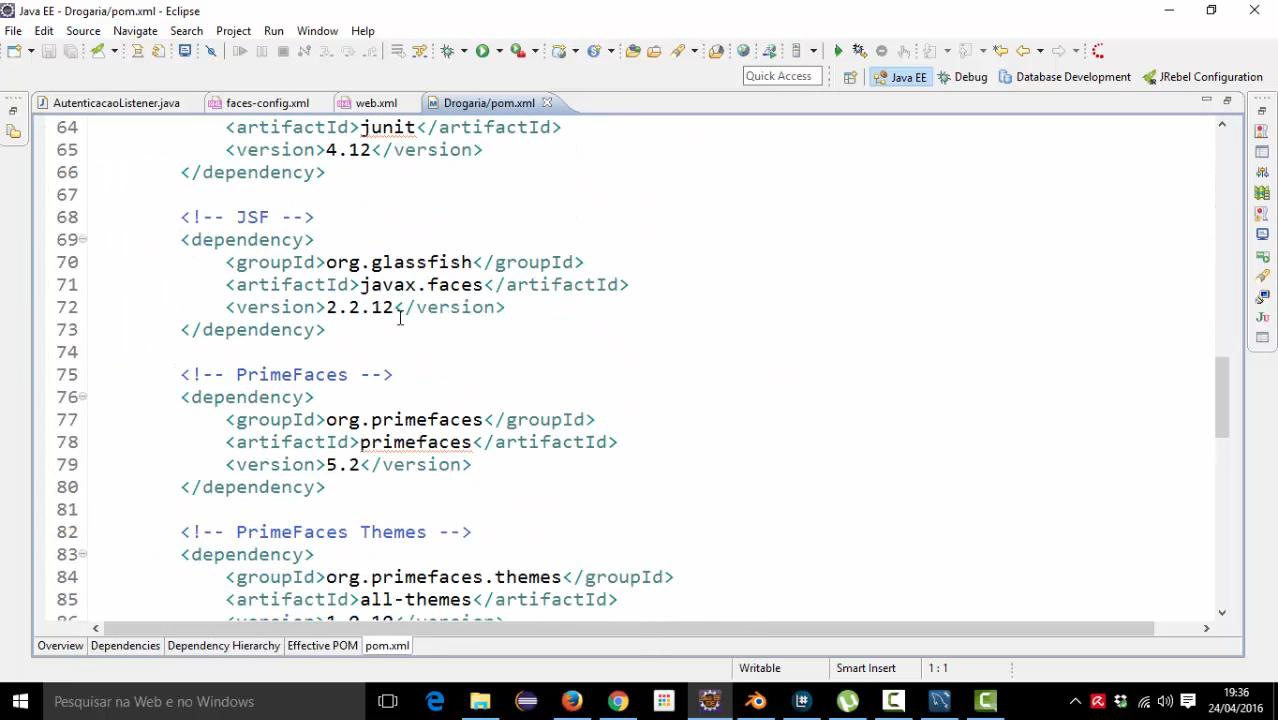 Java EE - Drogaria/pom.xml - Eclipse
File Edit Source Navigate Search Project Run Window Help
Quick Access Java EE Debug Database Development JRebel Configuration
AutenticacaoListener.java faces-config.xml web.xml Drogaria/pom.xml
64 <artifactId>junit</artifactId>
65 <version>4.12</version>
66 </dependency>
67
68 <!-- JSF -->
69 <dependency>
70 <groupId>org.glassfish</groupId>
71 <artifactId>javax.faces</artifactId>
72 <version>2.2.12</version>
73 </dependency>
74
75 <!-- PrimeFaces -->
76 <dependency>
77 <groupId>org.primefaces</groupId>
78 <artifactId>primefaces</artifactId>
79 <version>5.2</version>
80 </dependency>
81
82 <!-- PrimeFaces Themes -->
83 <dependency>
84 <groupId>org.primefaces.themes</groupId>
85 <artifactId>all-themes</artifactId>
Overview Dependencies Dependency Hierarchy Effective POM pom.xml
Writable Smart Insert 1 : 1
Pesquisar na Web e no Windows
19:36
24/04/2016